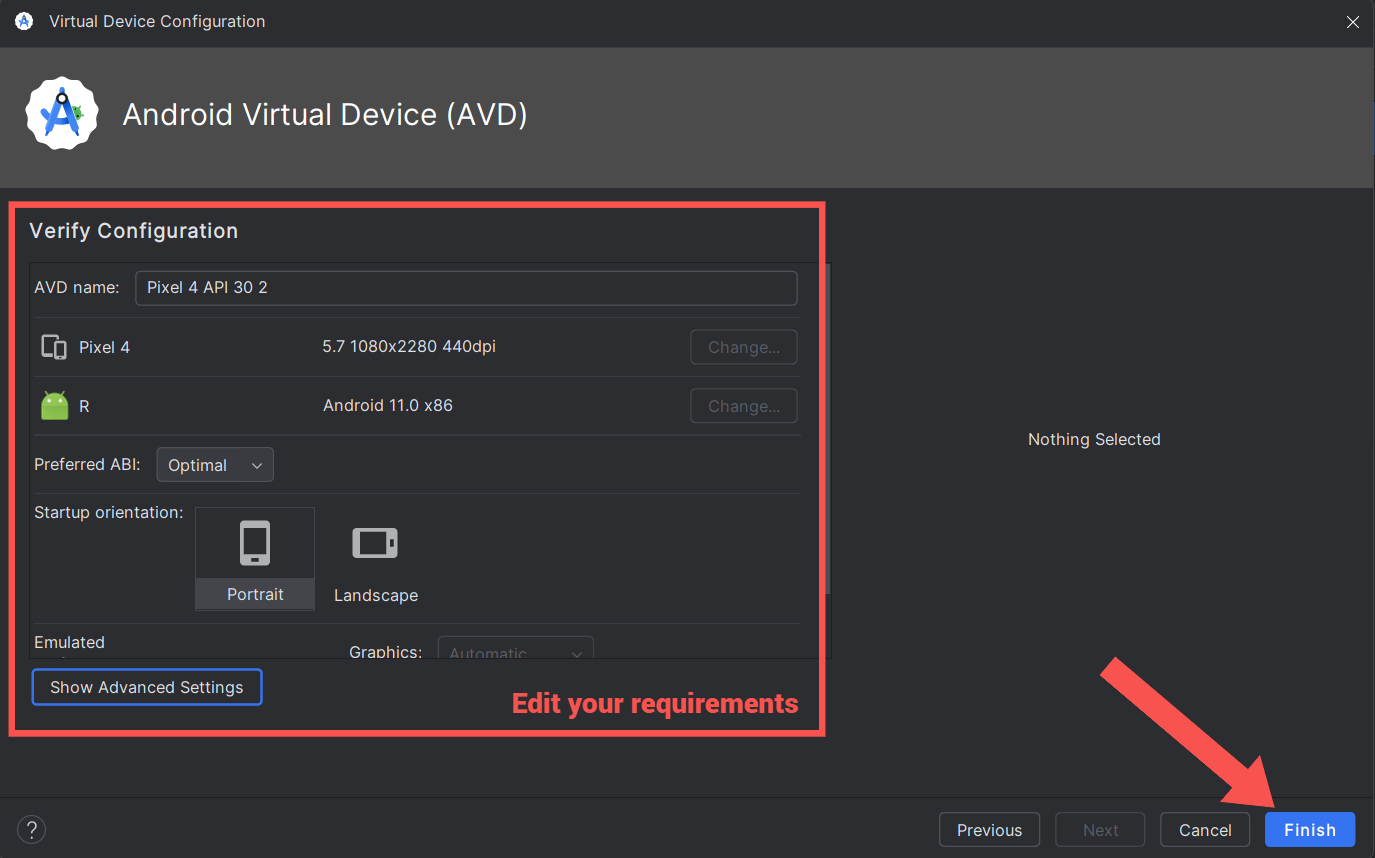 Virtual Device Configuration
Android Virtual Device (AVD)
Verify Configuration
AVD name: Pixel 4 API 30 2
Pixel 4 5.7 1080x2280 440dpi Change...
R Android 11.0 x86 Change...
Preferred ABI: Optimal
Startup orientation:
Portrait Landscape
Emulated Graphics: Automatic
Show Advanced Settings
Edit your requirements
Nothing Selected
? Previous Next Cancel Finish